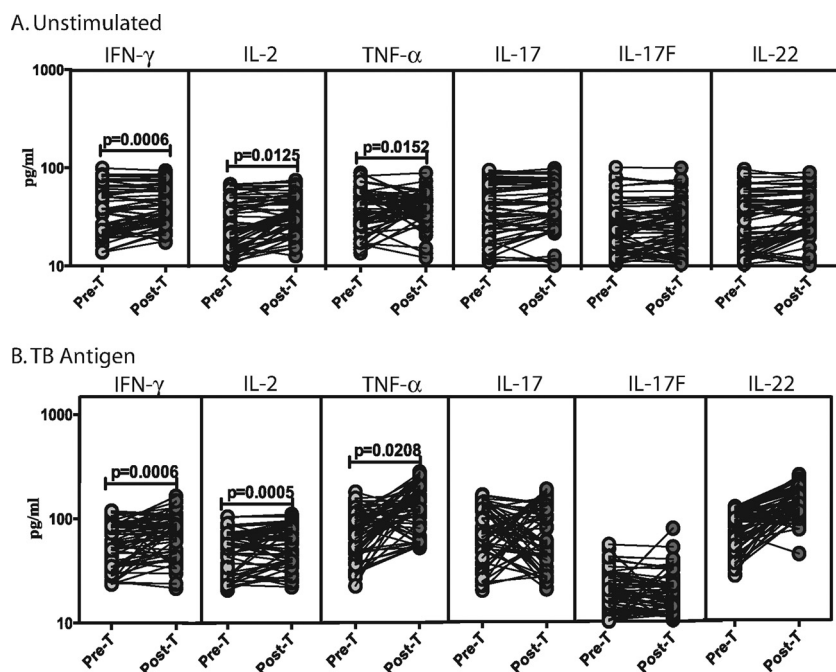 A. Unstimulated
IFN-γ IL-2 TNF-α IL-17 IL-17F IL-22
1000
p=0.0006 p=0.0125 p=0.0152
100
pg/ml
10
Pre-T Post-T Pre-T Post-T Pre-T Post-T Pre-T Post-T Pre-T Post-T Pre-T Post-T
B. TB Antigen
IFN-γ IL-2 TNF-α IL-17 IL-17F IL-22
1000
p=0.0208
p=0.0006 p=0.0005
100
pg/ml
10
Pre-T Post-T Pre-T Post-T Pre-T Post-T Pre-T Post-T Pre-T Post-T Pre-T Post-T